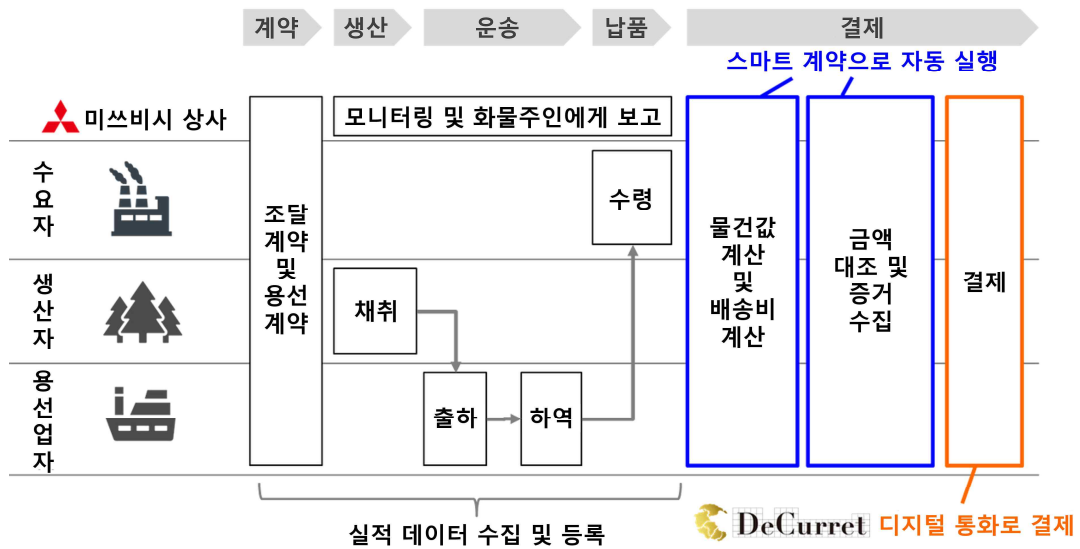 계약
생산
운송
납품
결제
스마트 계약으로 자동 실행
미쓰비시 상사
모니터링 및 화물주인에게 보고
수
요
자
수령
조달
계약
및
용선
계약
물건값
계산
및
배송비
계산
금액
대조 및
증거
수집
결제
생
산
자
채취
용
선
업
자
출하
하역
실적 데이터 수집 및 등록
DeCurret
디지털 통화로 결제